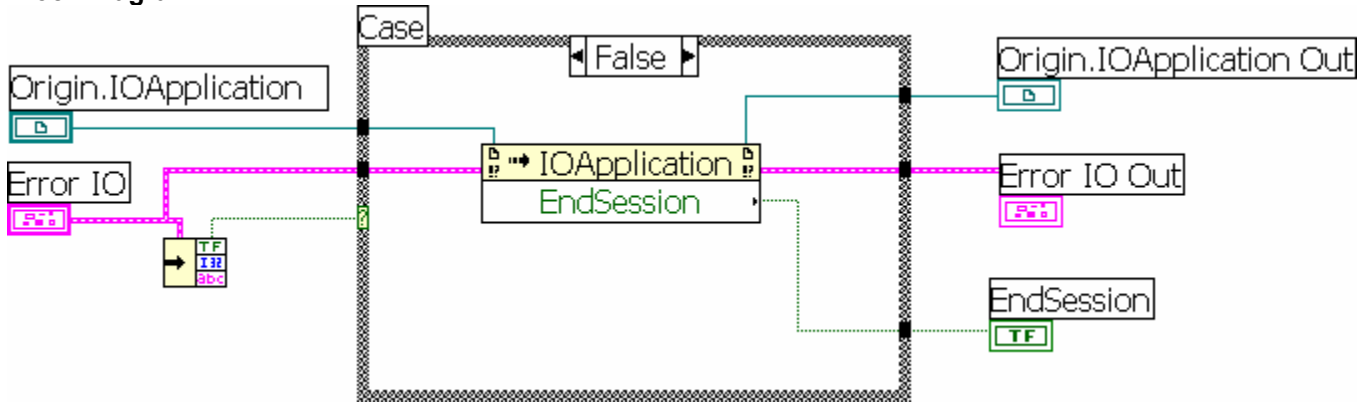 Case
False
Origin.IOApplication
Origin.IOApplication Out
IOApplication
EndSession
Error IO
Error IO Out
TF
I32
abc
EndSession
TF